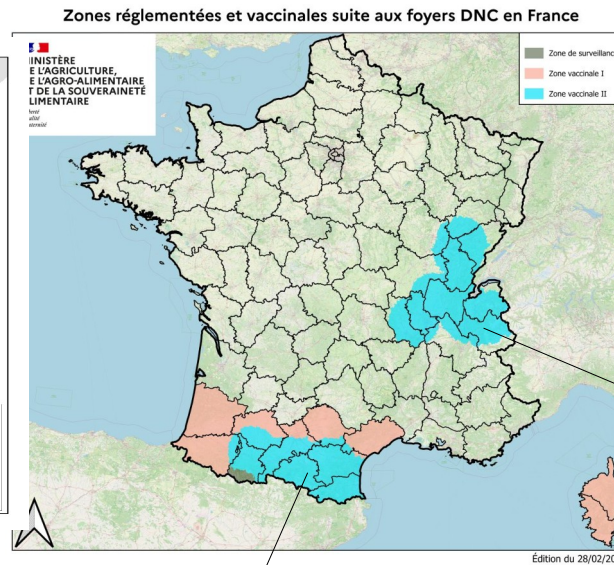 Zones réglementées et vaccinales suite aux foyers DNC en France
INISTÈRE
E L'AGRICULTURE,
E L'AGRO-ALIMENTAIRE
T DE LA SOUVERAINETÉ
LIMENTAIRE
Zone de surveillanc
Zone vaccinale I
Zone vaccinale II
Édition du 28/02/20